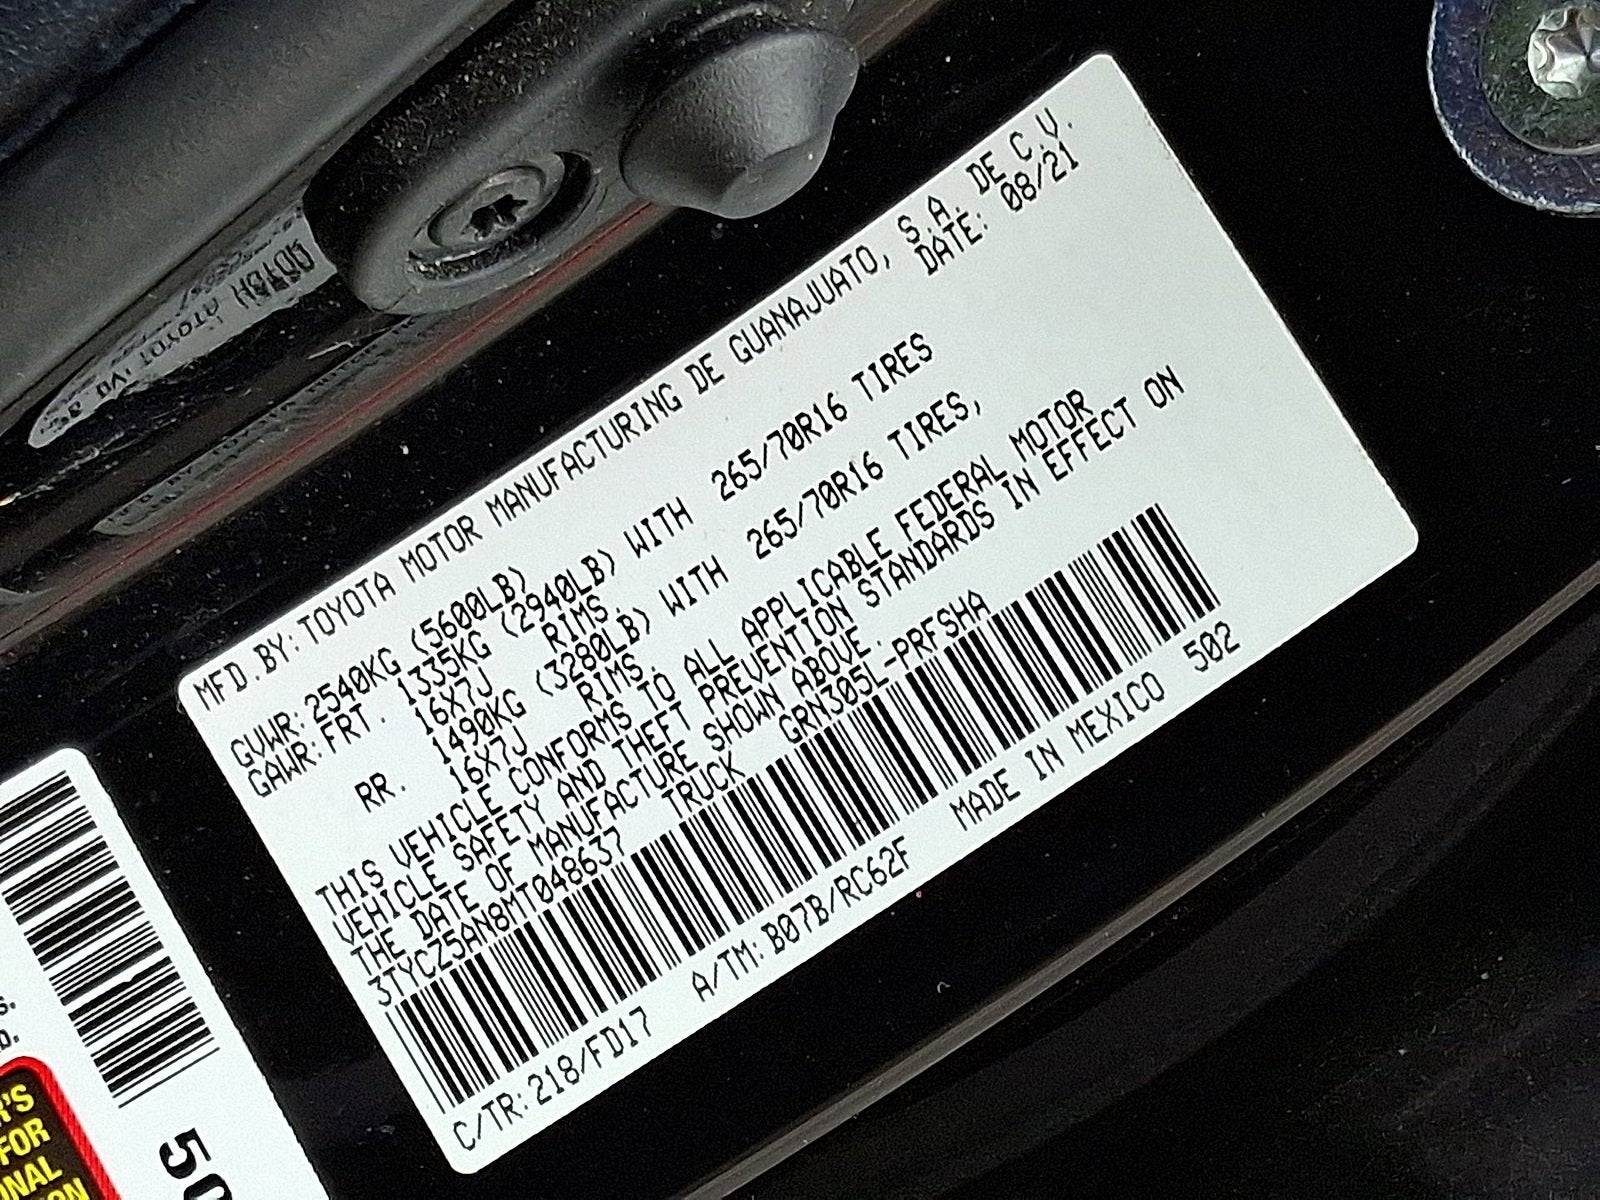 MFD.BY: TOYOTA MOTOR MANUFACTURING DE GUANAJUATO, S.A. DE C.V.
DATE: 08/21
GVWR: 2540KG (5600LB)
GAWR: FRT. 1335KG (2940LB) WITH 265/70R16 TIRES
16X7J RIMS.
RR. 1490KG (3280LB) WITH 265/70R16 TIRES,
16X7J RIMS.
THIS VEHICLE CONFORMS TO ALL APPLICABLE FEDERAL MOTOR
VEHICLE SAFETY AND THEFT PREVENTION STANDARDS IN EFFECT ON
THE DATE OF MANUFACTURE SHOWN ABOVE.
3TYCZ5AN8MT048637 TRUCK GRN305L-PRFSHA
C/TR: 218/FD17 A/TM: B07B/RC62F MADE IN MEXICO 502
50
R'S
FOR